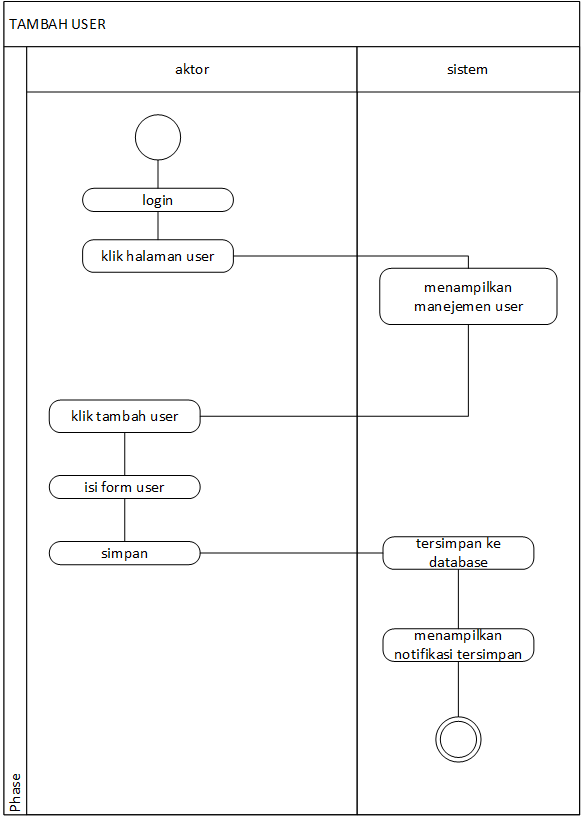 TAMBAH USER
aktor
sistem
login
klik halaman user
menampilkan
manejemen user
klik tambah user
isi form user
simpan
tersimpan ke
database
menampilkan
notifikasi tersimpan
Phase